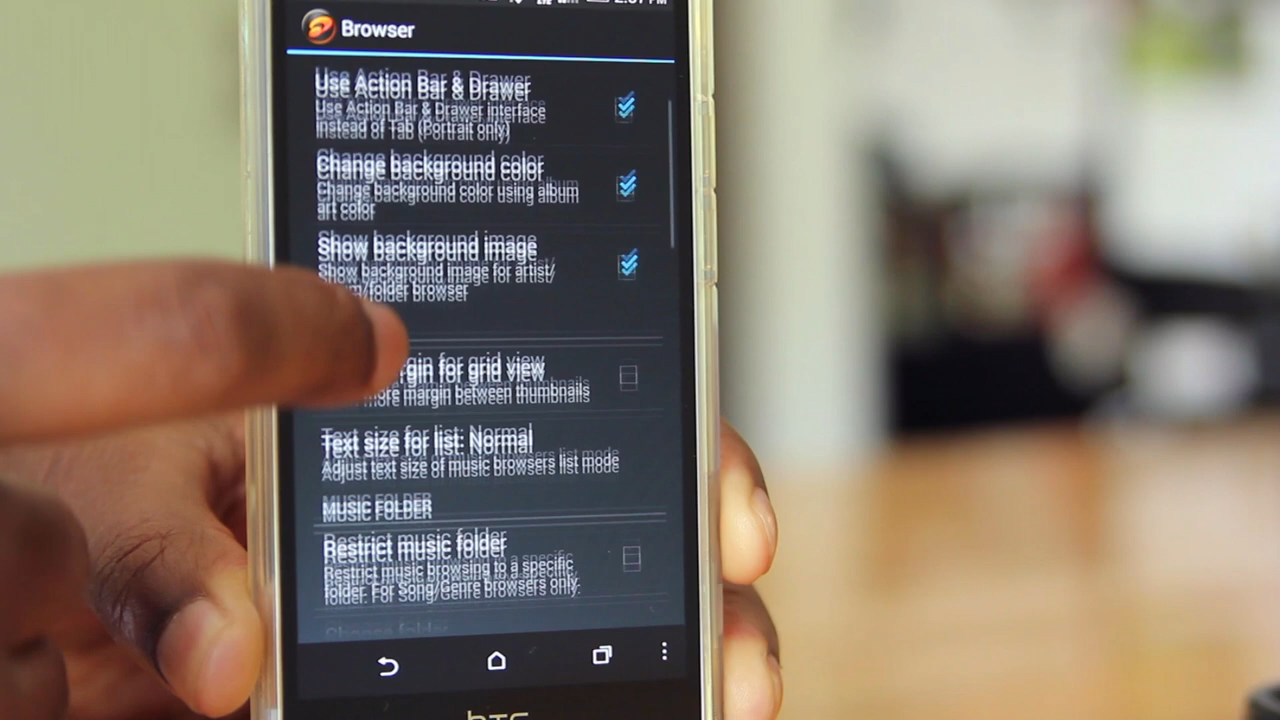 Browser
Use Action Bar & Drawer
Use Action Bar & Drawer interface
instead of Tab (Portrait only)
Change background color
Change background color using album
art color
Show background image
Show background image for artist/
folder browser
for grid view
more margin between thumbnails
Text size for list: Normal
Adjust text size of music browsers list mode
MUSIC FOLDER
Restrict music folder
Restrict music browsing to a specific
folder. For Song/Genre browsers only.
Choose folder
hTC